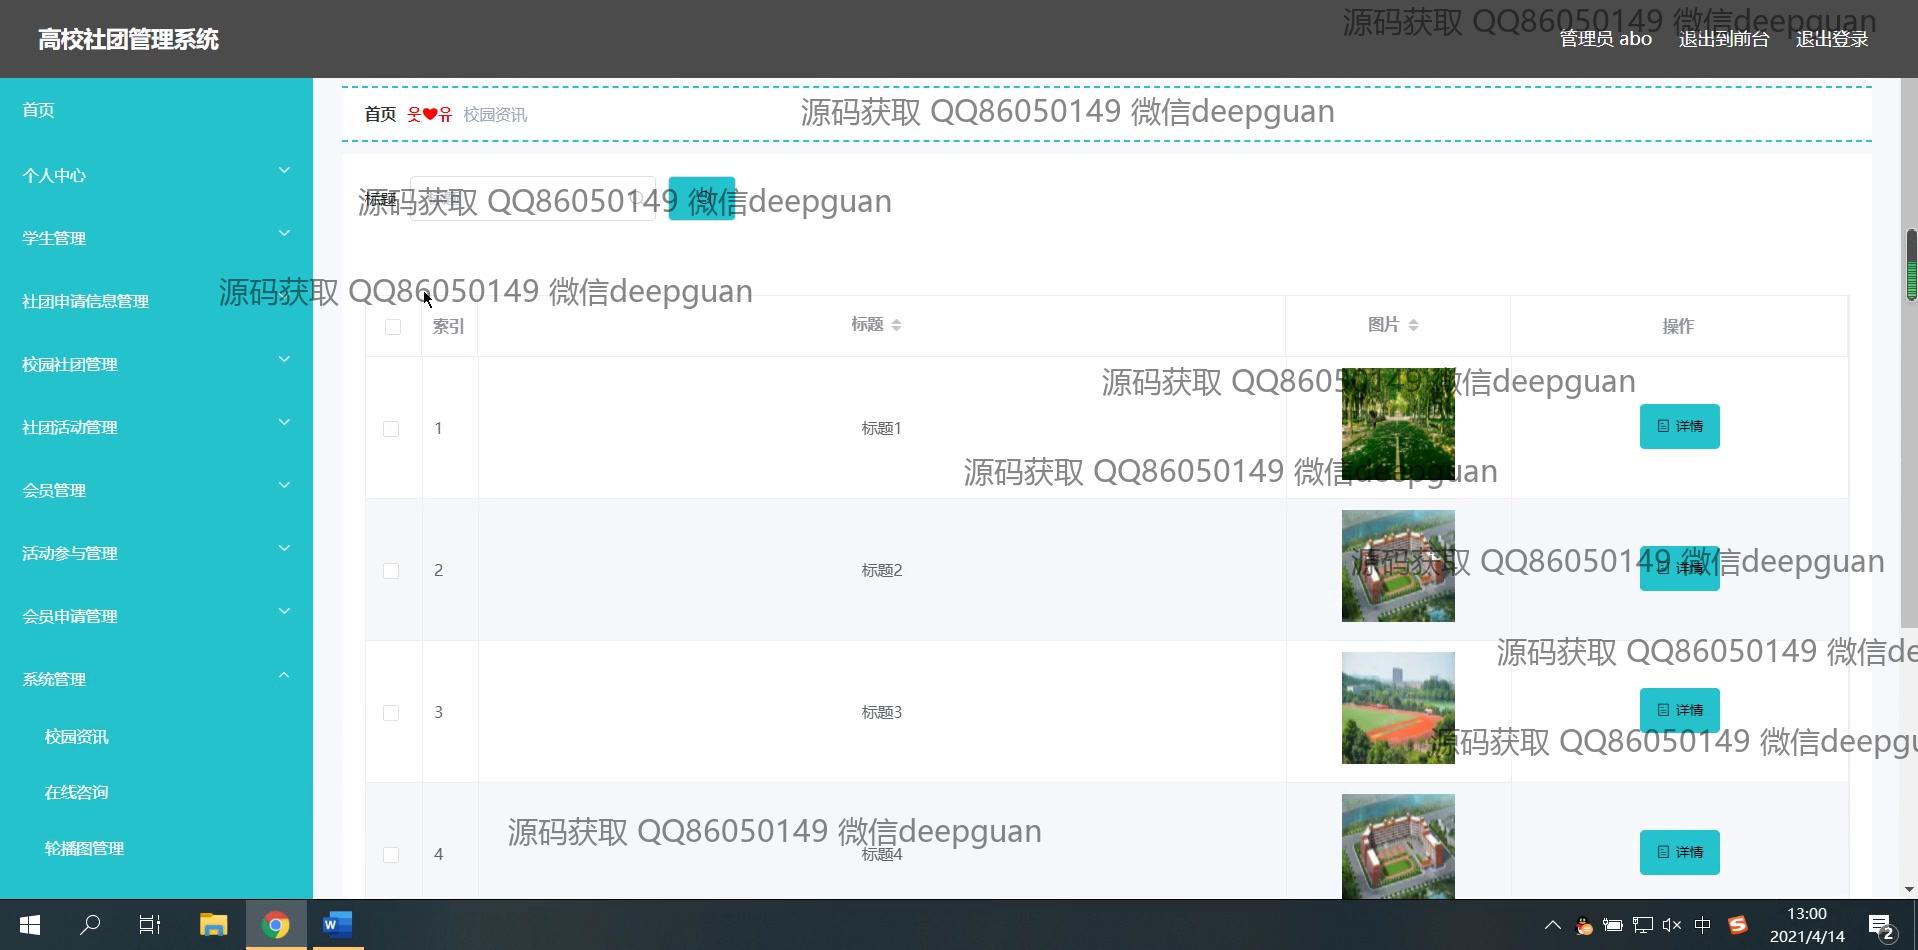 高校社团管理系统
源码获取 QQ86050149 微信deepguan
管理员 abo 退出到前台 退出登录
首页
个人中心
学生管理
社团申请信息管理
校园社团管理
社团活动管理
会员管理
活动参与管理
会员申请管理
系统管理
校园资讯
在线咨询
轮播图管理
首页 웃❤유 校园资讯
源码获取 QQ86050149 微信deepguan
标题
源码获取 QQ86050149 微信deepguan
源码获取 QQ86050149 微信deepguan
索引 标题 图片 操作
源码获取 QQ86050149 微信deepguan
1 标题1 详情
源码获取 QQ86050149 微信deepguan
源码获取 QQ86050149 微信deepguan
2 标题2 详情
源码获取 QQ86050149 微信de
3 标题3 详情
源码获取 QQ86050149 微信deepgu
源码获取 QQ86050149 微信deepguan
4 标题4 详情
中
13:00
2021/4/14
2